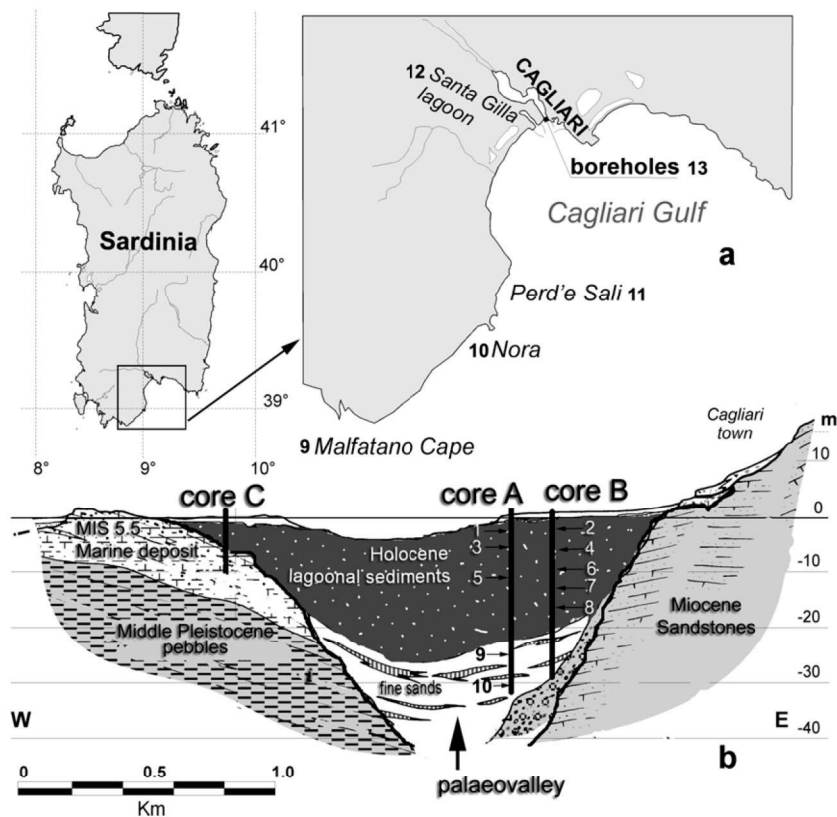 Sardinia
41°
40°
39°
8°
9°
10°
12 Santa Gilla
lagoon
CAGLIARI
boreholes 13
Cagliari Gulf
a
Perd'e Sali 11
10 Nora
9 Malfatano Cape
Cagliari
town
m
10
0
-10
-20
-30
-40
core C
core A
core B
MIS 5.5
Marine deposit
Holocene
lagoonal sediments
1
3
5
2
4
6
7
8
9
10
Middle Pleistocene
pebbles
fine sands
Miocene
Sandstones
W
E
b
palaeovalley
0
0.5
1.0
Km